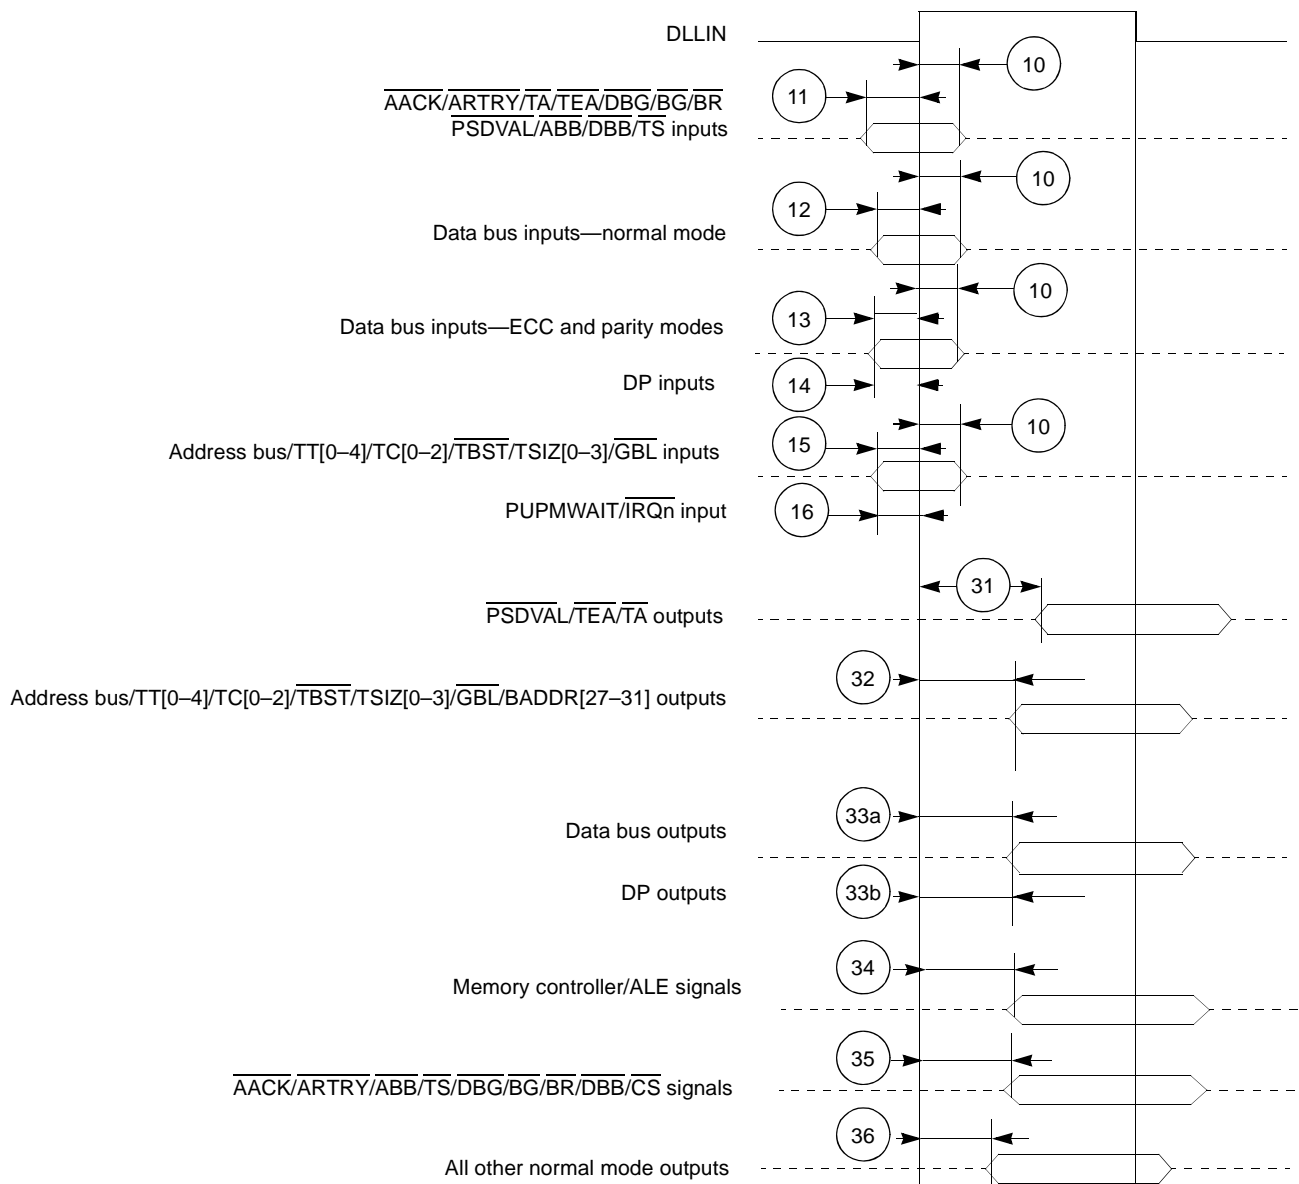 DLLIN
10
11
AACK/ARTRY/TA/TEA/DBG/BG/BR
PSDVAL/ABB/DBB/TS inputs
10
12
Data bus inputs—normal mode
10
13
Data bus inputs—ECC and parity modes
DP inputs
14
10
15
Address bus/TT[0–4]/TC[0–2]/TBST/TSIZ[0–3]/GBL inputs
PUPMWAIT/IRQn input
16
31
PSDVAL/TEA/TA outputs
32
Address bus/TT[0–4]/TC[0–2]/TBST/TSIZ[0–3]/GBL/BADDR[27–31] outputs
33a
Data bus outputs
DP outputs
33b
34
Memory controller/ALE signals
35
AACK/ARTRY/ABB/TS/DBG/BG/BR/DBB/CS signals
36
All other normal mode outputs